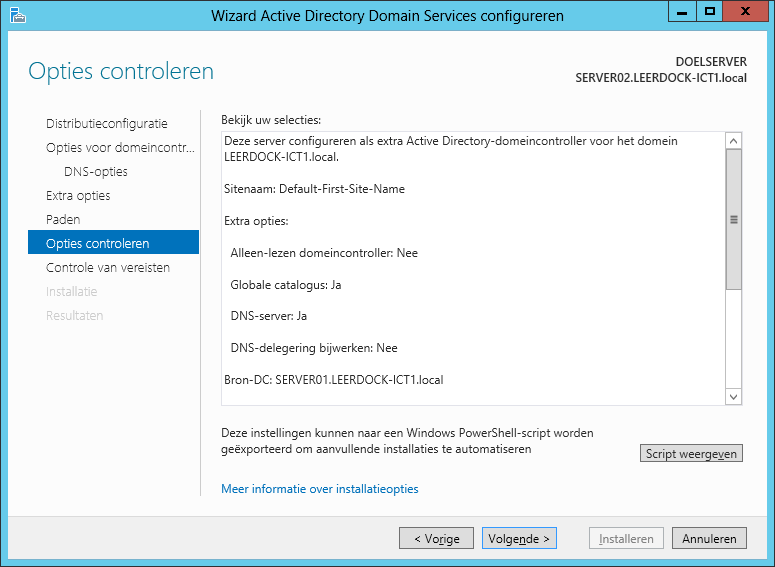 Wizard Active Directory Domain Services configureren
Opties controleren
DOELSERVER
SERVER02.LEERDOCK-ICT1.local
Distributieconfiguratie
Opties voor domeincontr...
DNS-opties
Extra opties
Paden
Opties controleren
Controle van vereisten
Installatie
Resultaten
Bekijk uw selecties:
Deze server configureren als extra Active Directory-domeincontroller voor het domein
LEERDOCK-ICT1.local.
Sitenaam: Default-First-Site-Name
Extra opties:
Alleen-lezen domeincontroller: Nee
Globale catalogus: Ja
DNS-server: Ja
DNS-delegering bijwerken: Nee
Bron-DC: SERVER01.LEERDOCK-ICT1.local
Deze instellingen kunnen naar een Windows PowerShell-script worden
geëxporteerd om aanvullende installaties te automatiseren
Script weergeven
Meer informatie over installatieopties
< Vorige
Volgende >
Installeren
Annuleren